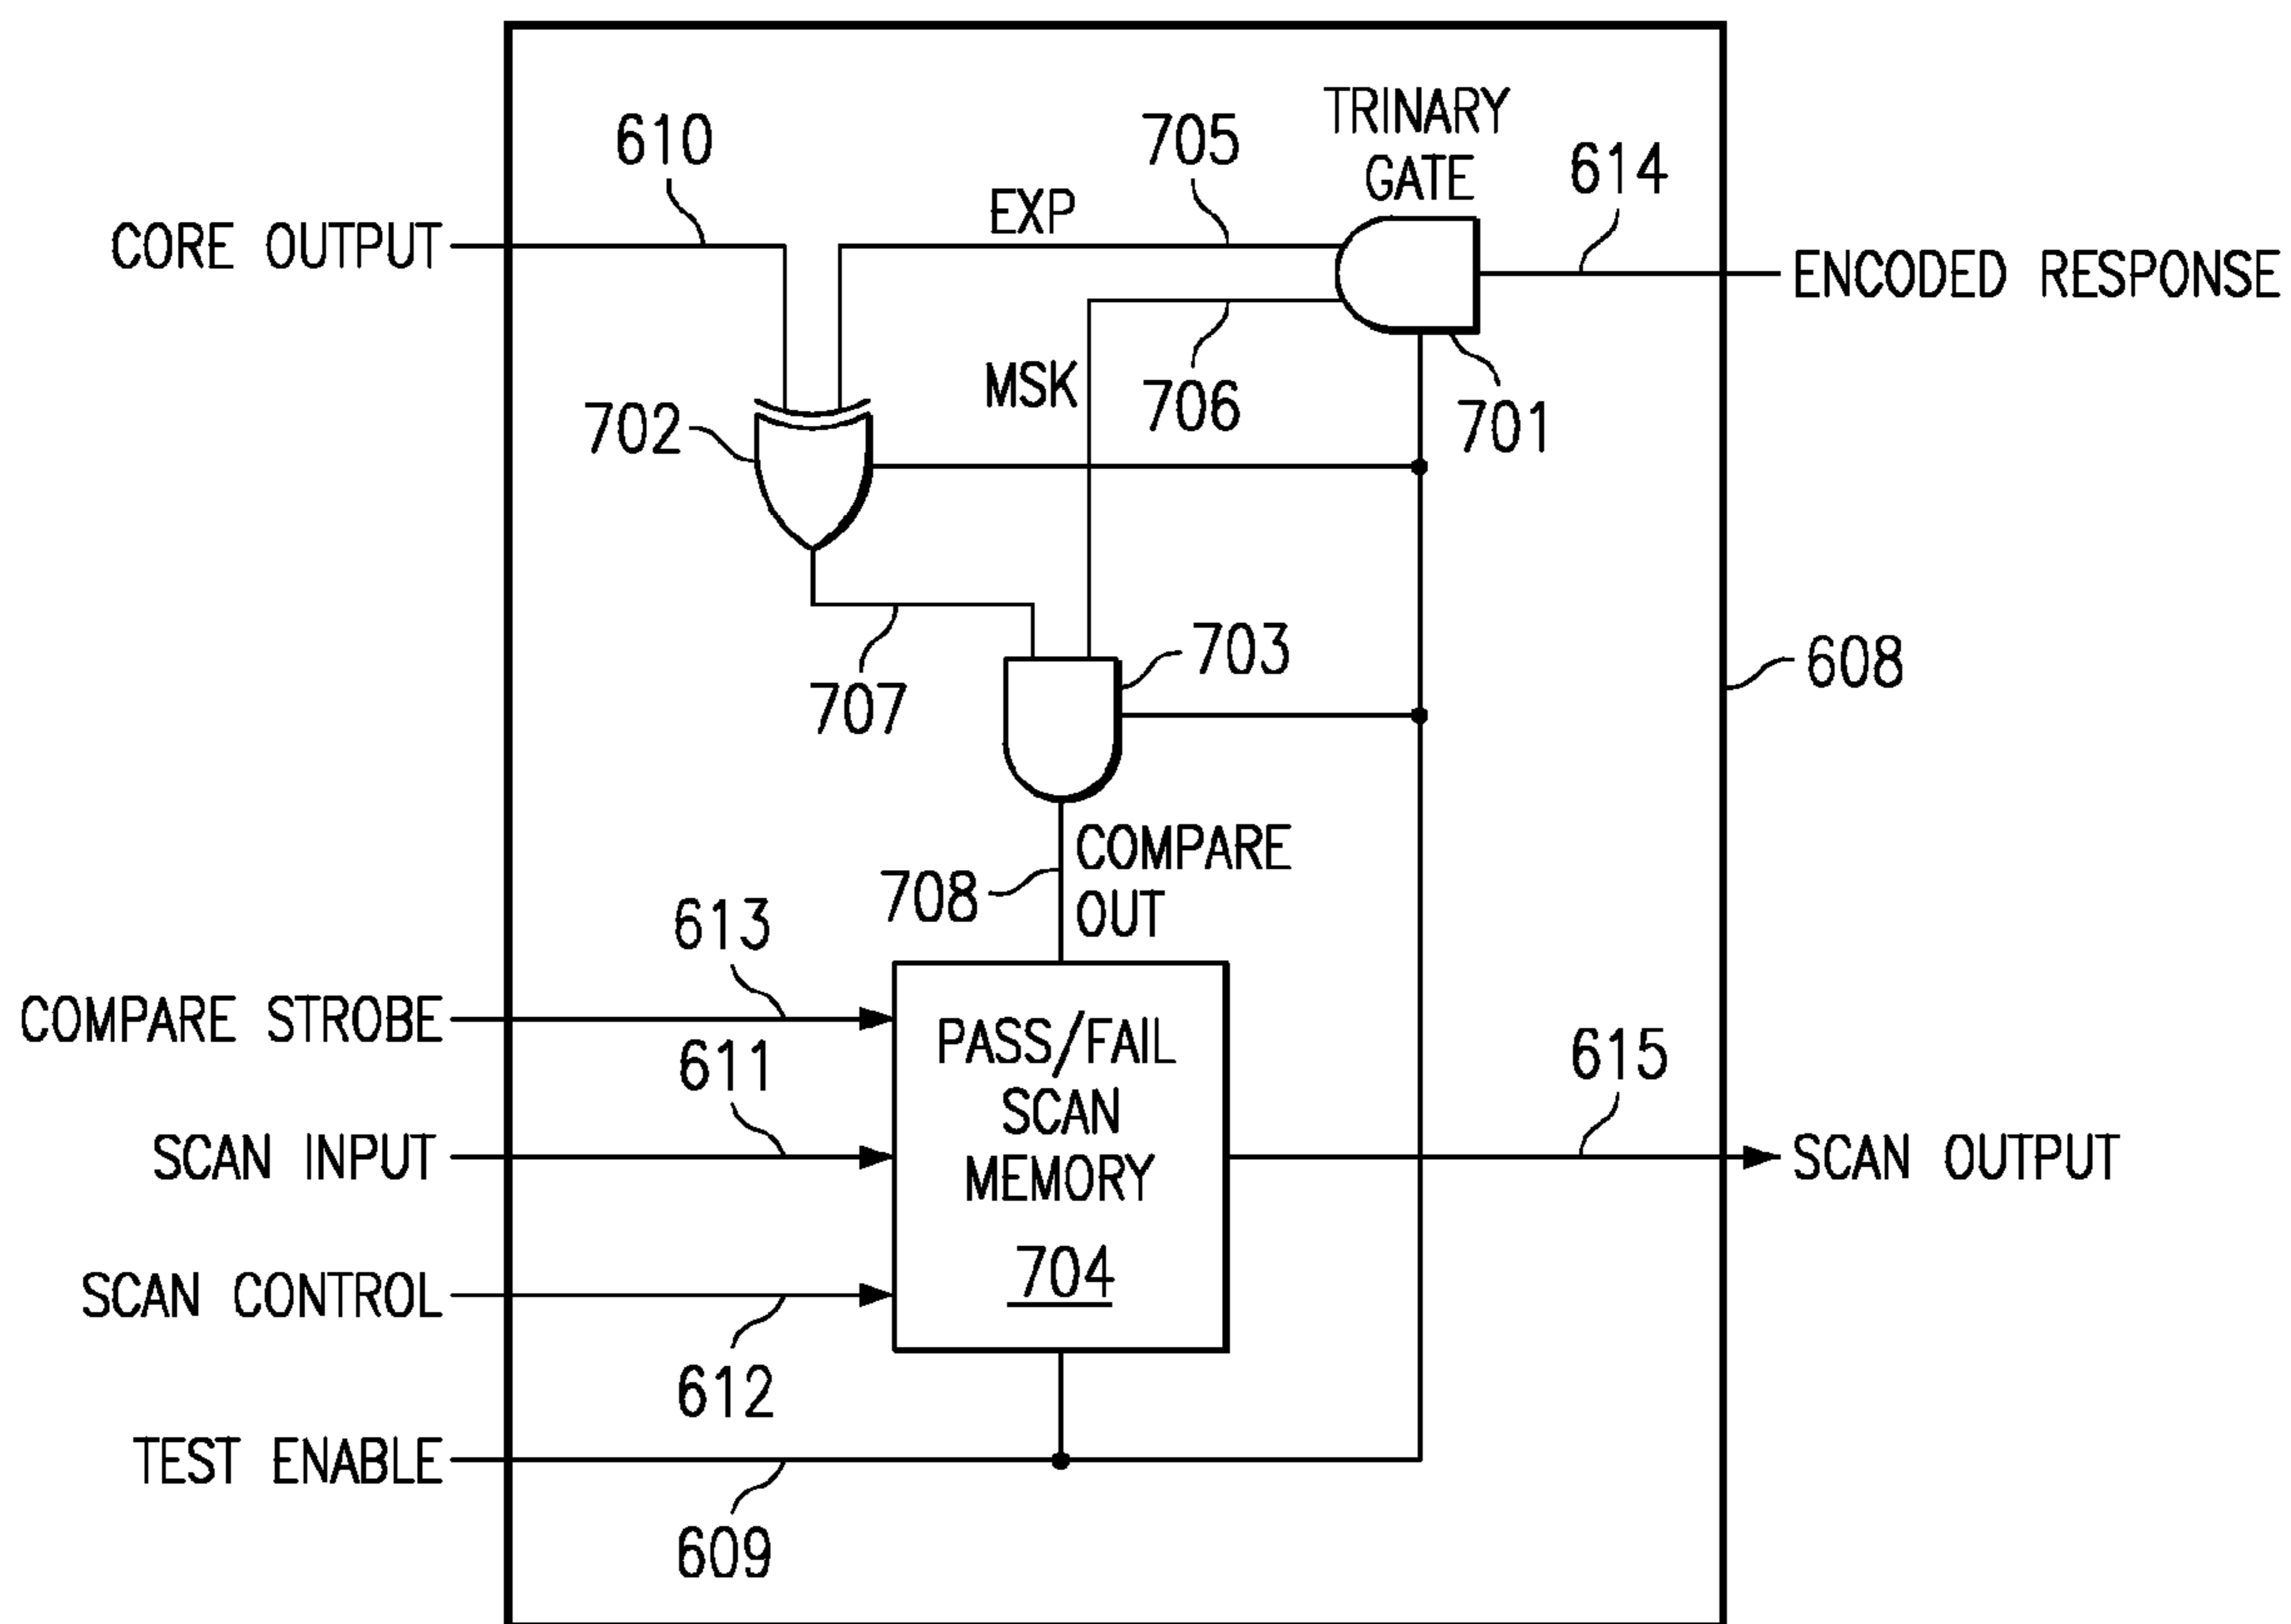 TRINARY
GATE
610
705
614
EXP
CORE OUTPUT
ENCODED RESPONSE
MSK
706
701
702
703
608
707
COMPARE
OUT
708
613
COMPARE STROBE
PASS/FAIL
SCAN
MEMORY
704
611
615
SCAN INPUT
SCAN OUTPUT
SCAN CONTROL
612
TEST ENABLE
609